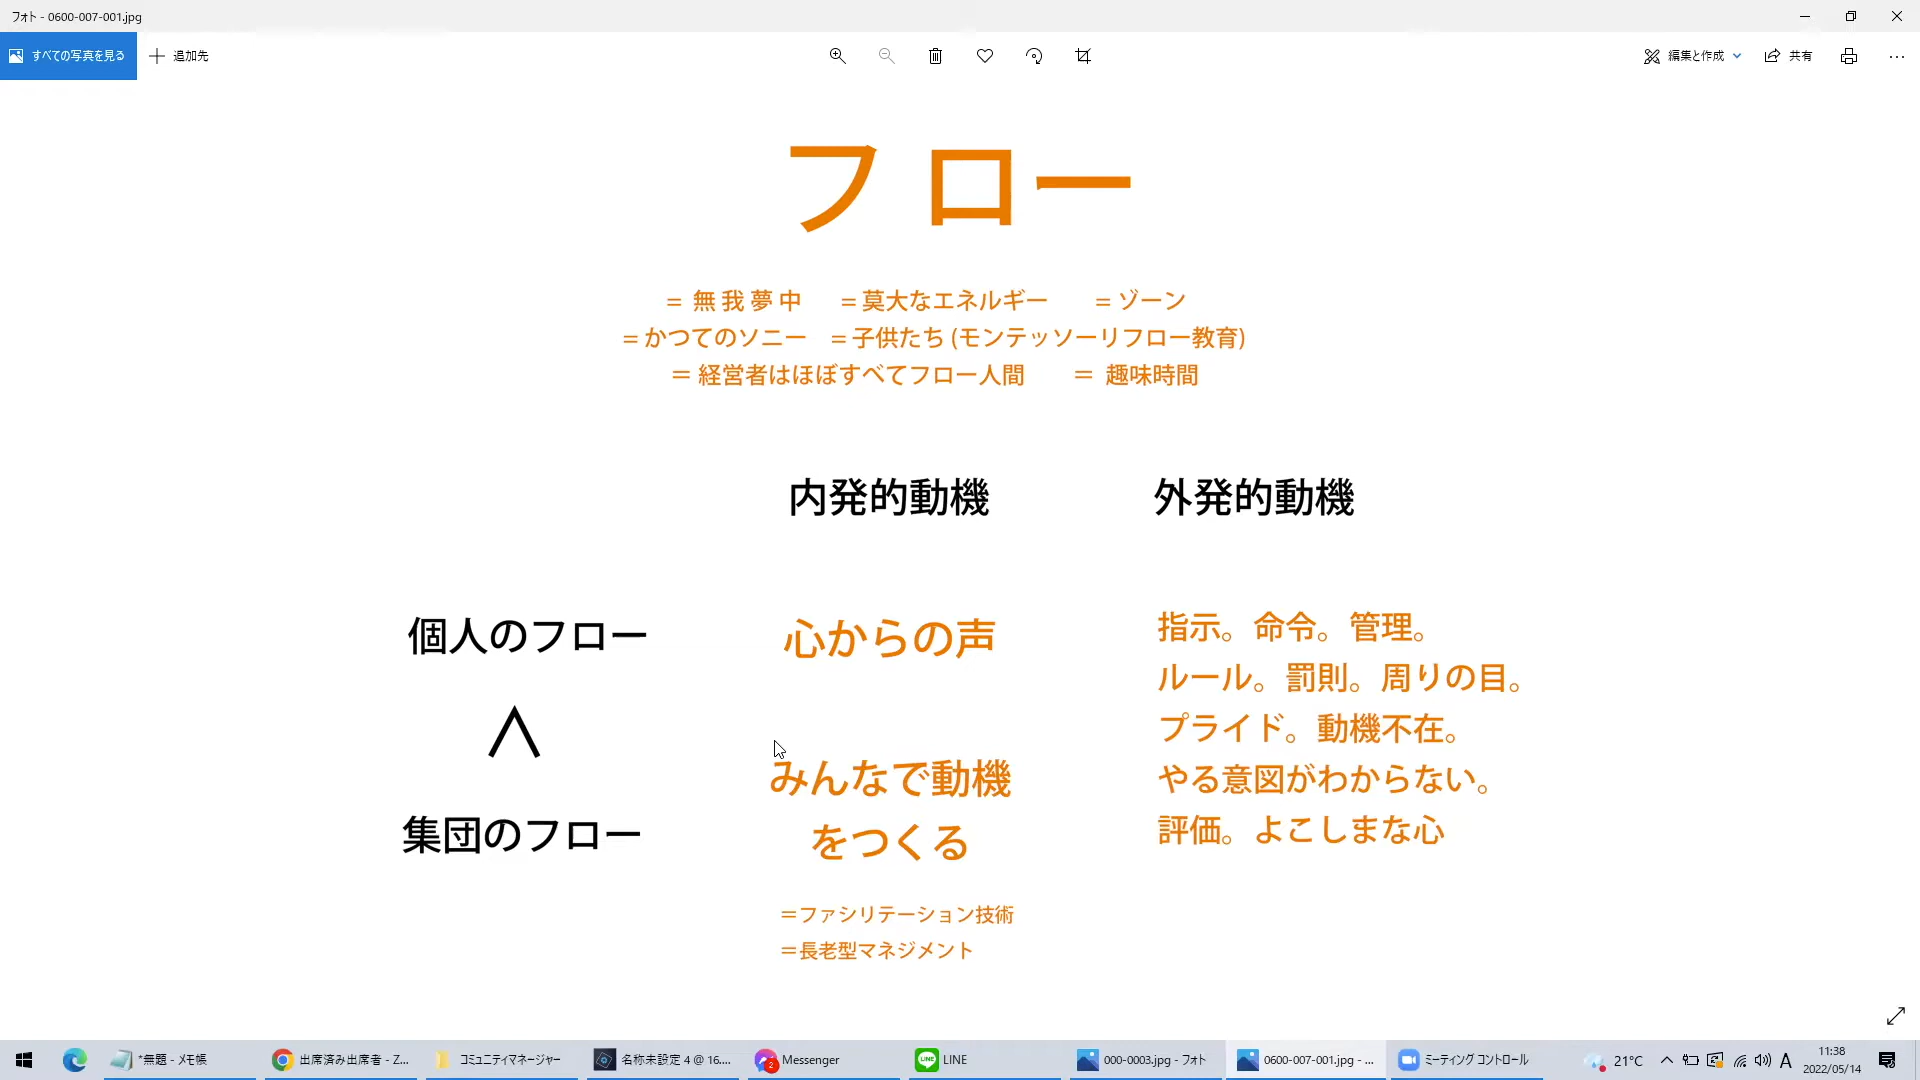 フォト - 0600-007-001.jpg
すべての写真を見る
追加先
編集と作成
共有
フロー
= 無我夢中 = 莫大なエネルギー = ゾーン
= かつてのソニー = 子供たち (モンテッソーリフロー教育)
＝ 経営者はほぼすべてフロー人間 ＝ 趣味時間
内発的動機 外発的動機
個人のフロー 心からの声
指示。命令。管理。
ルール。罰則。周りの目。
プライド。動機不在。
やる意図がわからない。
評価。よこしまな心
＜
集団のフロー
みんなで動機
をつくる
＝ファシリテーション技術
＝長老型マネジメント
*無題 - メモ帳
出席済み出席者 - Z...
コミュニティマネージャー
名称未設定 4 @ 16....
2
Messenger
LINE
LINE
000-0003.jpg - フォト
0600-007-001.jpg - ...
ミーティング コントロール
21°C
A
11:38
2022/05/14